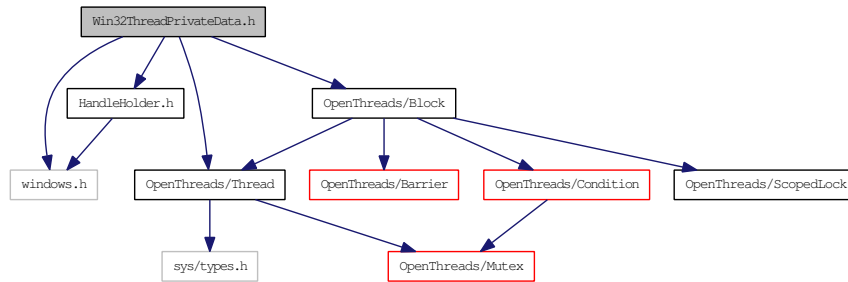 Win32ThreadPrivateData.h
HandleHolder.h
OpenThreads/Block
windows.h
OpenThreads/Thread
OpenThreads/Barrier
OpenThreads/Condition
OpenThreads/ScopedLock
sys/types.h
OpenThreads/Mutex